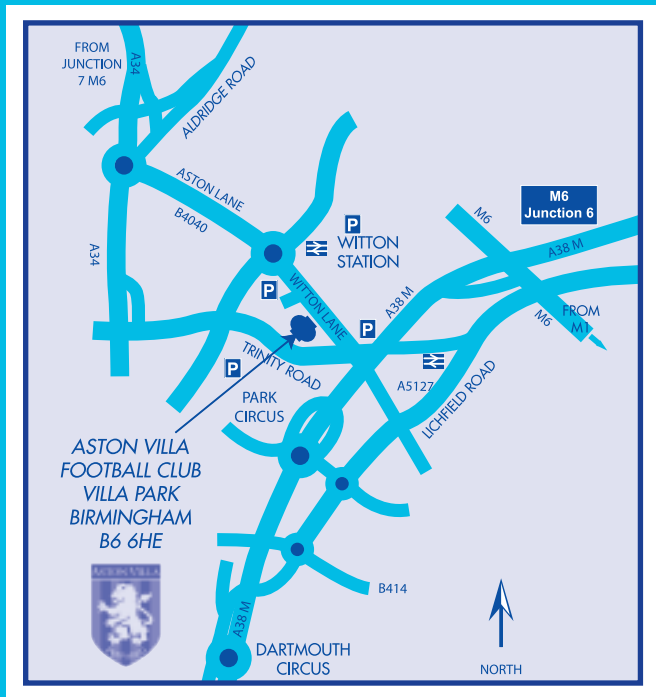 FROM
JUNCTION
7 M6
A34
ALDRIDGE ROAD
ASTON LANE
B4040
A34
P
WITTON
STATION
P
WITTON LANE
P
A38 M
M6
Junction 6
M6
A38 M
M6
FROM
M1
TRINITY ROAD
P
A5127
LICHFIELD ROAD
PARK
CIRCUS
ASTON VILLA
FOOTBALL CLUB
VILLA PARK
BIRMINGHAM
B6 6HE
ASTON VILLA
B414
A38 M
DARTMOUTH
CIRCUS
NORTH